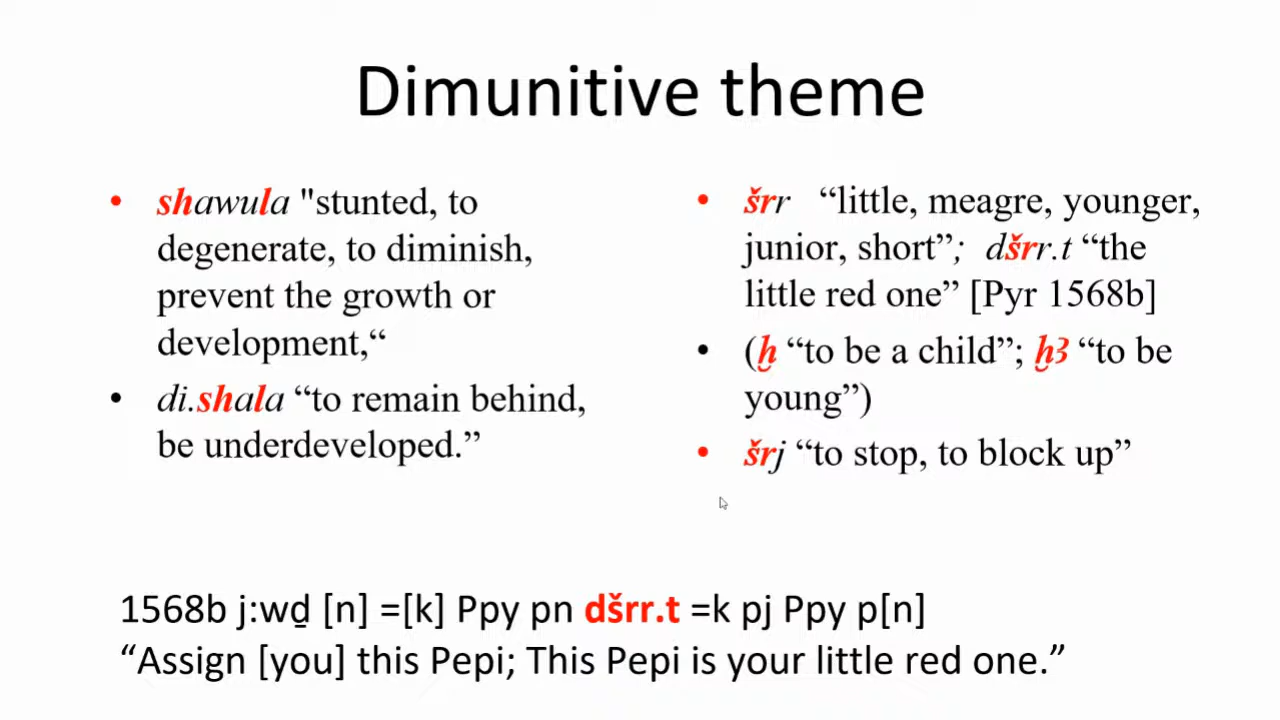 Dimunitive theme
• shawula "stunted, to
degenerate, to diminish,
prevent the growth or
development,“
• di.shala “to remain behind,
be underdeveloped.”
• šrr “little, meagre, younger,
junior, short”; dšrr.t “the
little red one” [Pyr 1568b]
• (ẖ “to be a child”; ẖꜣ “to be
young”)
• šrj “to stop, to block up”
1568b j:wḏ [n] =[k] Ppy pn dšrr.t =k pj Ppy p[n]
“Assign [you] this Pepi; This Pepi is your little red one.”